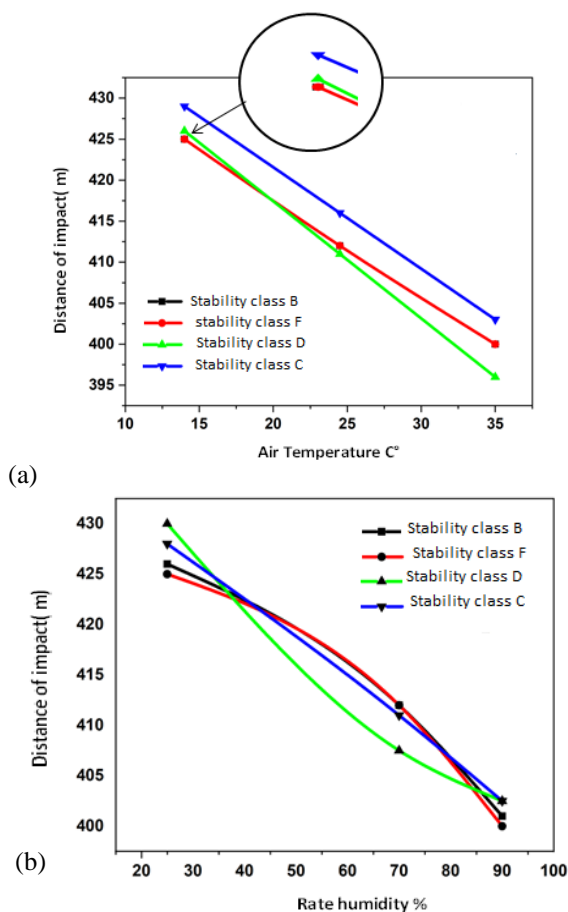 430
425
420
415
410
405
400
395
Distance of impact( m)
Stability class B
stability class F
Stability class D
Stability class C
10
15
20
25
30
35
Air Temperature C°
(a)
430
425
420
415
410
405
400
Distance of impact( m)
Stability class B
Stability class F
Stability class D
Stability class C
20
30
40
50
60
70
80
90
100
Rate humidity %
(b)